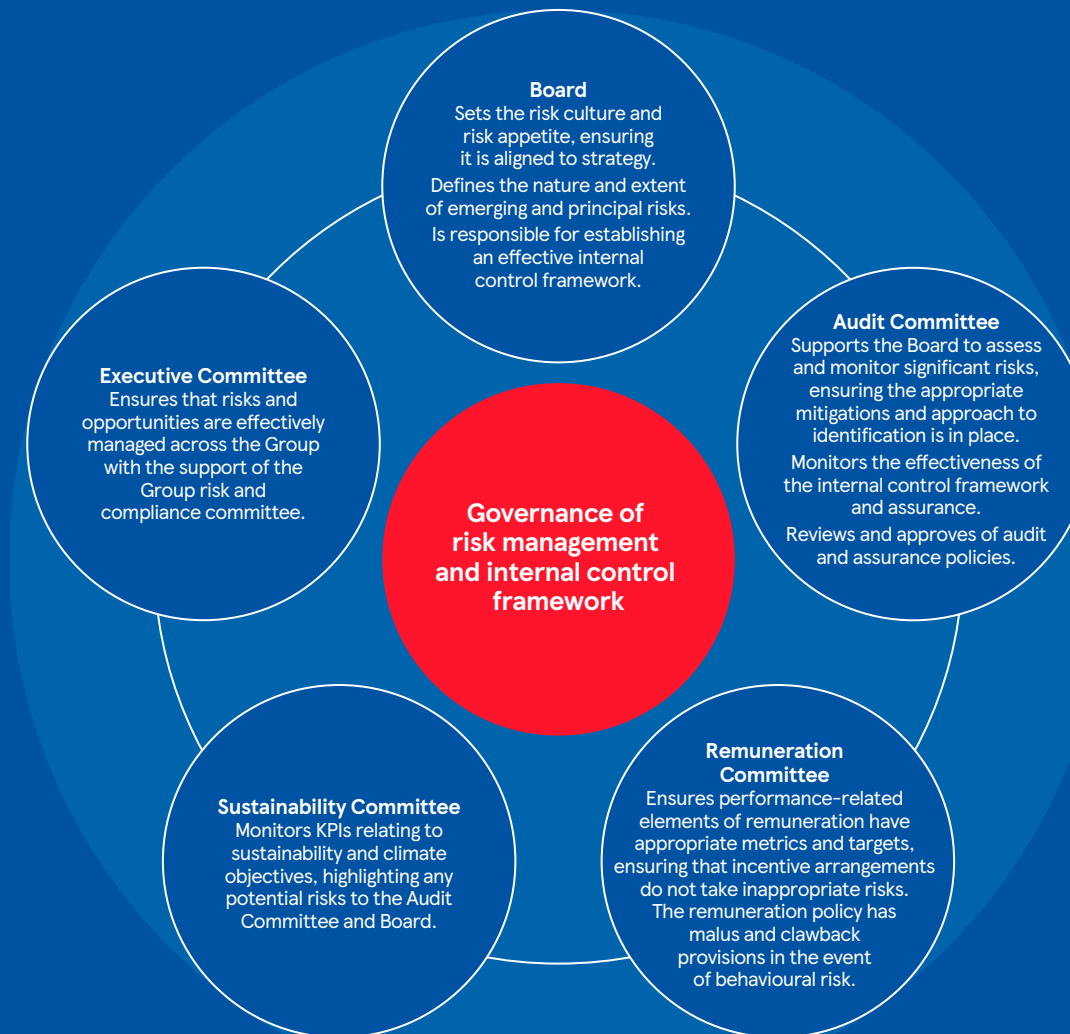 Board
Sets the risk culture and
risk appetite, ensuring
it is aligned to strategy.
Defines the nature and extent
of emerging and principal risks.
Is responsible for establishing
an effective internal
control framework.
Audit Committee
Supports the Board to assess
and monitor significant risks,
ensuring the appropriate
mitigations and approach to
identification is in place.
Monitors the effectiveness of
the internal control framework
and assurance.
Reviews and approves of audit
and assurance policies.
Executive Committee
Ensures that risks and
opportunities are effectively
managed across the Group
with the support of the
Group risk and
compliance committee.
Governance of
risk management
and internal control
framework
Remuneration
Committee
Ensures performance-related
elements of remuneration have
appropriate metrics and targets,
ensuring that incentive arrangements
do not take inappropriate risks.
The remuneration policy has
malus and clawback
provisions in the event
of behavioural risk.
Sustainability Committee
Monitors KPIs relating to
sustainability and climate
objectives, highlighting any
potential risks to the Audit
Committee and Board.